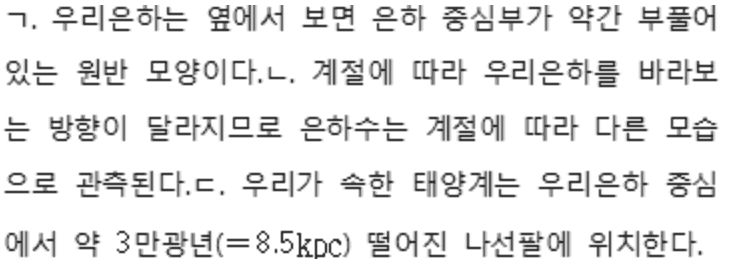 ㄱ. 우리은하는 옆에서 보면 은하 중심부가 약간 부풀어
있는 원반 모양이다.ㄴ. 계절에 따라 우리은하를 바라보
는 방향이 달라지므로 은하수는 계절에 따라 다른 모습
으로 관측된다.ㄷ. 우리가 속한 태양계는 우리은하 중심
에서 약 3만광년(=8.5kpc) 떨어진 나선팔에 위치한다.